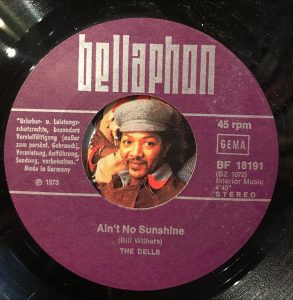 bellaphon
"Urheber- u. Leistungs-
schutzrechte, besonders
Vervielfältigung (außer
zum persönl. Gebrauch),
Vermietung, Aufführung,
Sendung, vorbehalten."
Made in Germany
Ⓟ 1973
45 rpm
GEMA
BF 18191
(BZ 1072)
Interior Music
4'49"
STEREO
Ain't No Sunshine
(Bill Withers)
THE DELLS